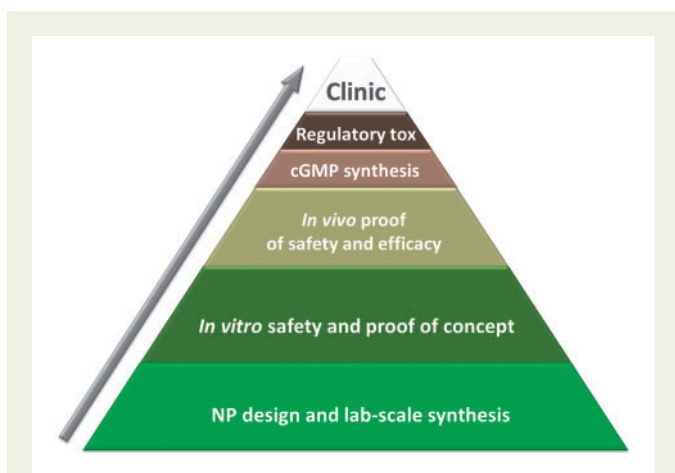 Clinic
Regulatory tox
cGMP synthesis
In vivo proof
of safety and efficacy
In vitro safety and proof of concept
NP design and lab-scale synthesis